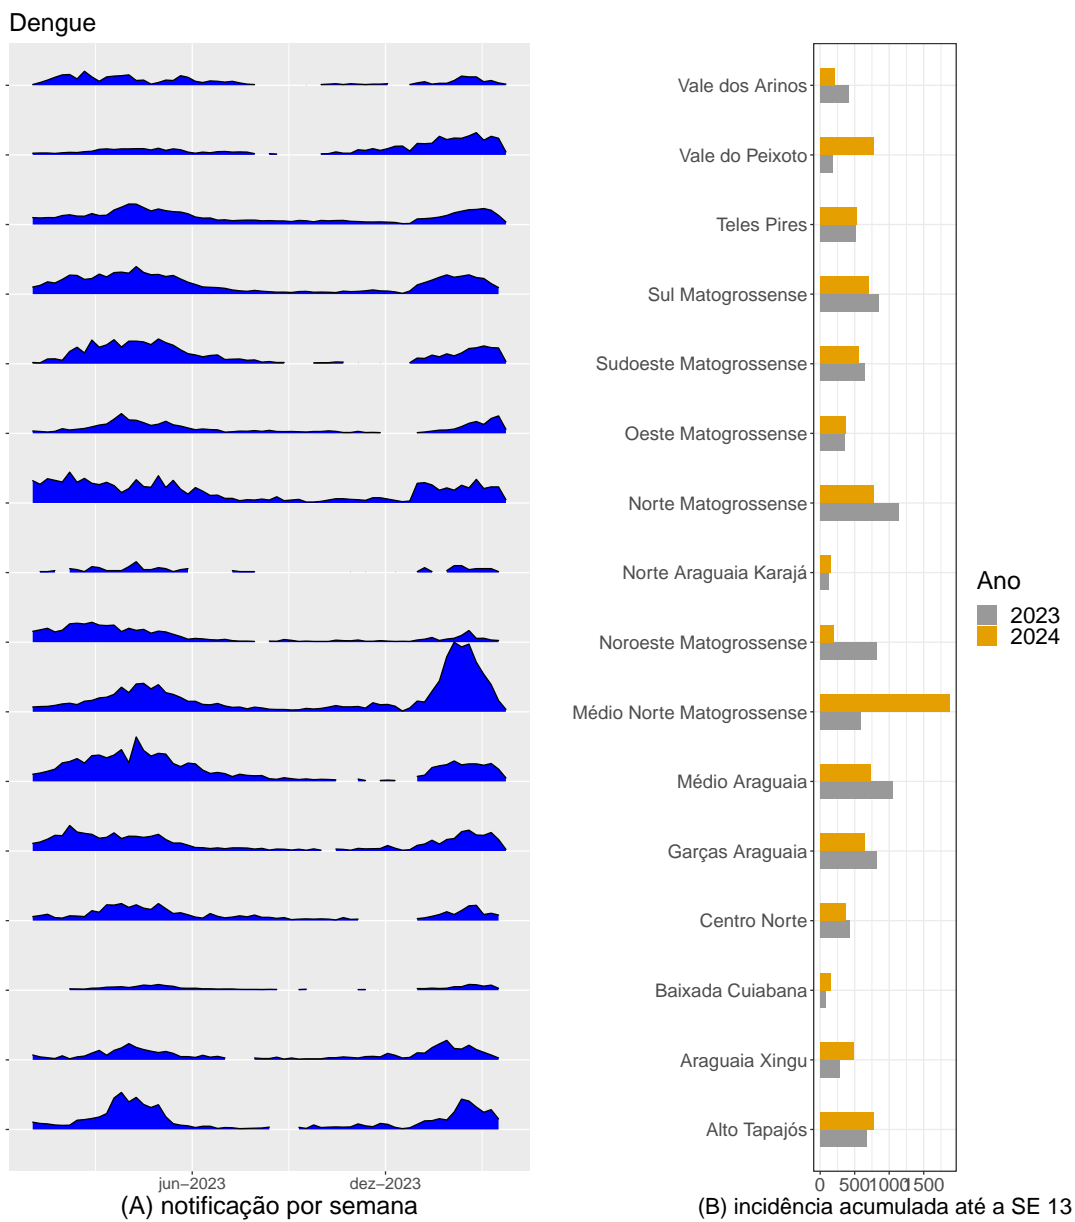 Dengue
Vale dos Arinos
Vale do Peixoto
Teles Pires
Sul Matogrossense
Sudoeste Matogrossense
Oeste Matogrossense
Norte Matogrossense
Norte Araguaia Karajá
Noroeste Matogrossense
Médio Norte Matogrossense
Médio Araguaia
Garças Araguaia
Centro Norte
Baixada Cuiabana
Araguaia Xingu
Alto Tapajós
Ano
2023
2024
jun−2023 dez−2023
(A) notificação por semana
0 500 1000 1500
(B) incidência acumulada até a SE 13